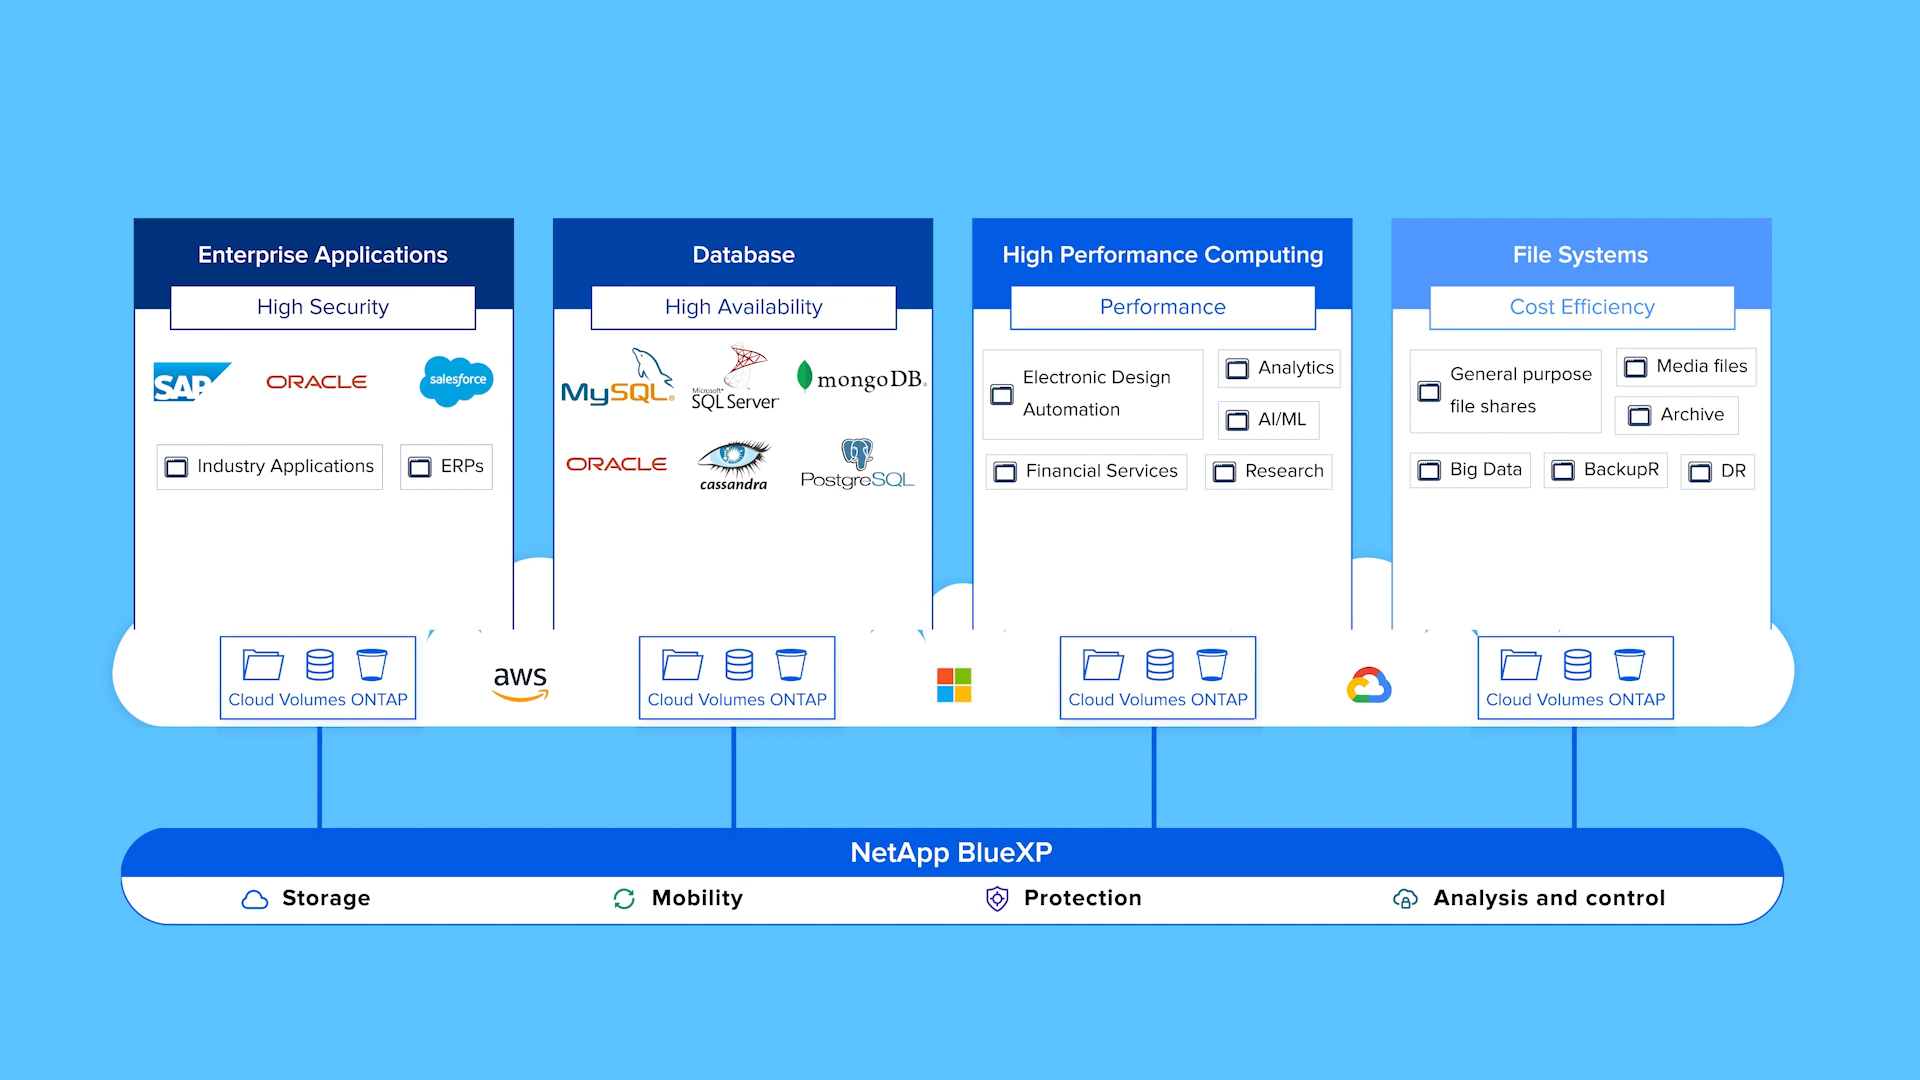 Enterprise Applications
High Security
SAP
ORACLE
salesforce
Industry Applications
ERPs
Database
High Availability
MySQL®
Microsoft®
SQL Server
mongoDB®
ORACLE
cassandra
PostgreSQL
High Performance Computing
Performance
Electronic Design
Automation
Analytics
AI/ML
Financial Services
Research
File Systems
Cost Efficiency
General purpose
file shares
Media files
Archive
Big Data
BackupR
DR
Cloud Volumes ONTAP
aws
Cloud Volumes ONTAP
Cloud Volumes ONTAP
Cloud Volumes ONTAP
NetApp BlueXP
Storage
Mobility
Protection
Analysis and control